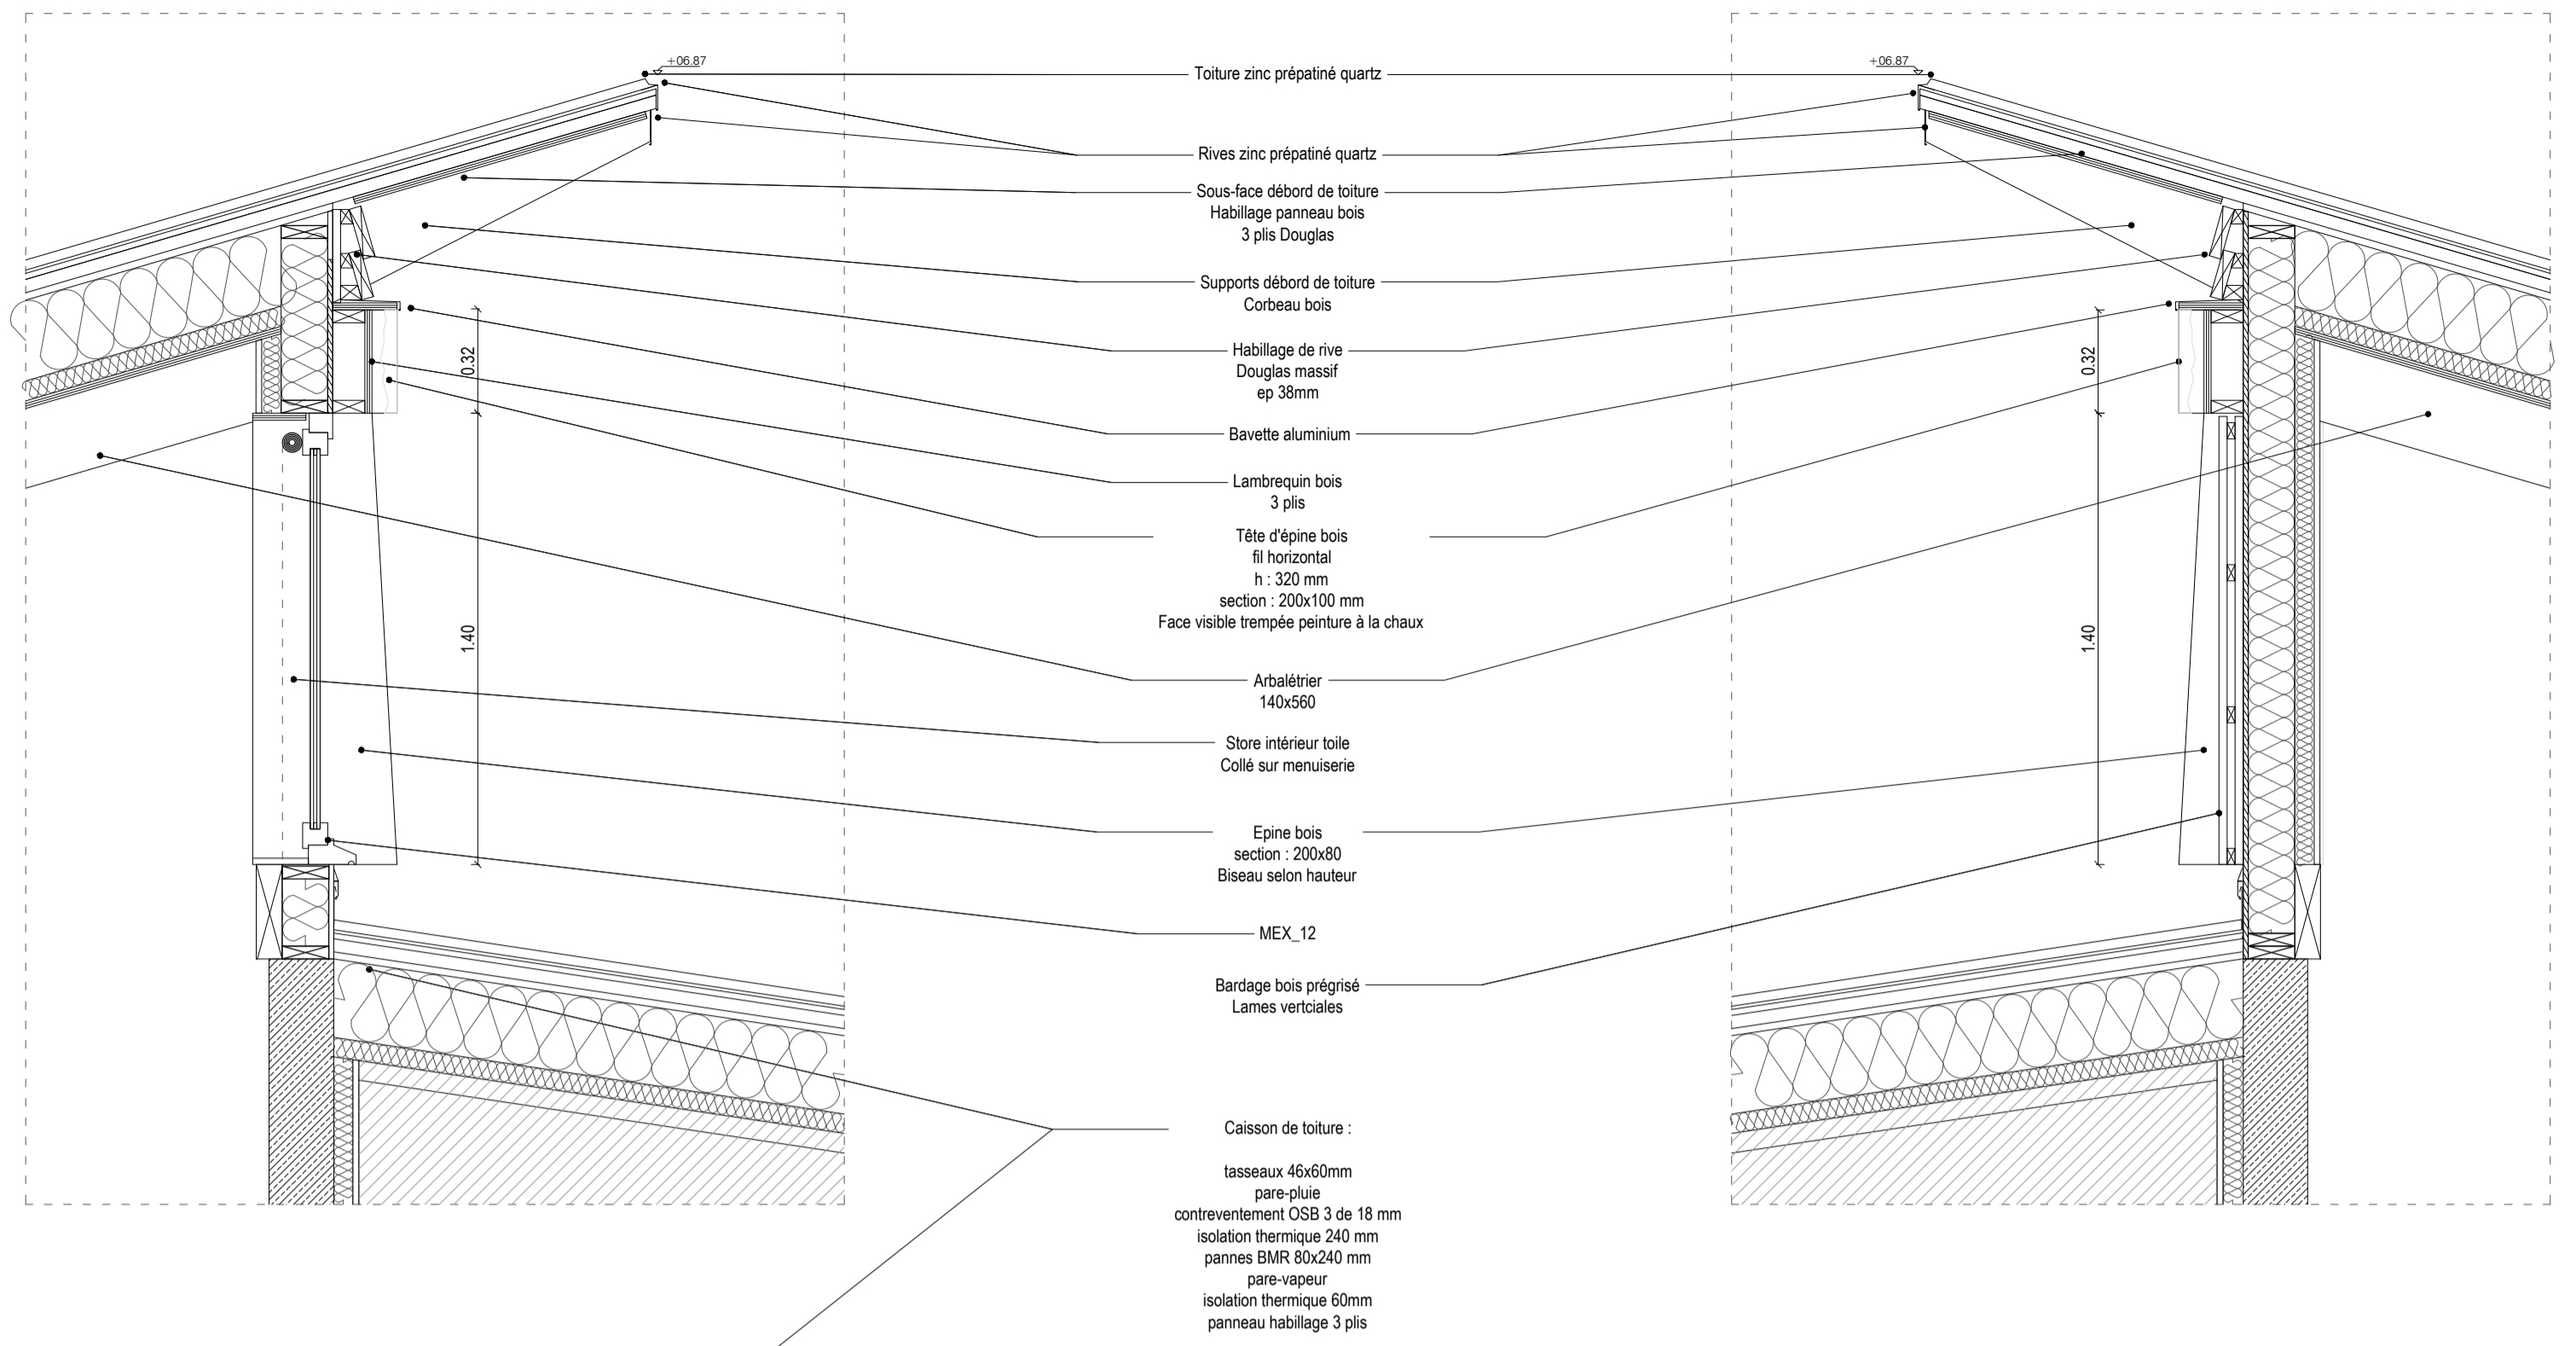 +06.87
+06.87
Toiture zinc prépatiné quartz
Rives zinc prépatiné quartz
Sous-face débord de toiture
Habillage panneau bois
3 plis Douglas
Supports débord de toiture
Corbeau bois
Habillage de rive
Douglas massif
ep 38mm
Bavette aluminium
Lambrequin bois
3 plis
Tête d'épine bois
fil horizontal
h : 320 mm
section : 200x100 mm
Face visible trempée peinture à la chaux
Arbalétrier
140x560
Store intérieur toile
Collé sur menuiserie
Epine bois
section : 200x80
Biseau selon hauteur
MEX_12
Bardage bois prégrisé
Lames vertciales
Caisson de toiture :
tasseaux 46x60mm
pare-pluie
contreventement OSB 3 de 18 mm
isolation thermique 240 mm
pannes BMR 80x240 mm
pare-vapeur
isolation thermique 60mm
panneau habillage 3 plis
0.32
1.40
0.32
1.40